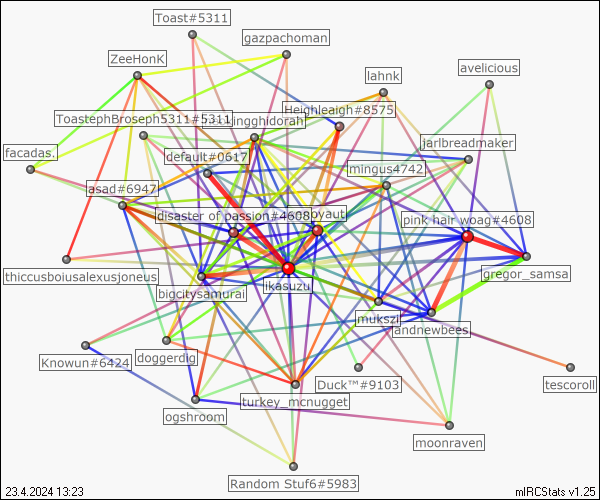 Toast#5311
gazpachoman
ZeeHonK
lahnk
avelicious
Heighleaigh#8575
ToastephBroseph5311#5311
ingghidorah
jarlbreadmaker
facadas.
default#0617
mingus4742
asad#6947
disaster of passion#4608
oyaut
pink hair woag#4608
thiccusboiusalexusjoneus
gregor_samsa
ikasuzu
bigcitysamurai
mukszi
andnewbees
Knowun#6424
doggerdig
Duck™#9103
tescoroll
turkey_mcnugget
ogshroom
moonraven
Random Stuf6#5983
23.4.2024 13:23
mIRCStats v1.25